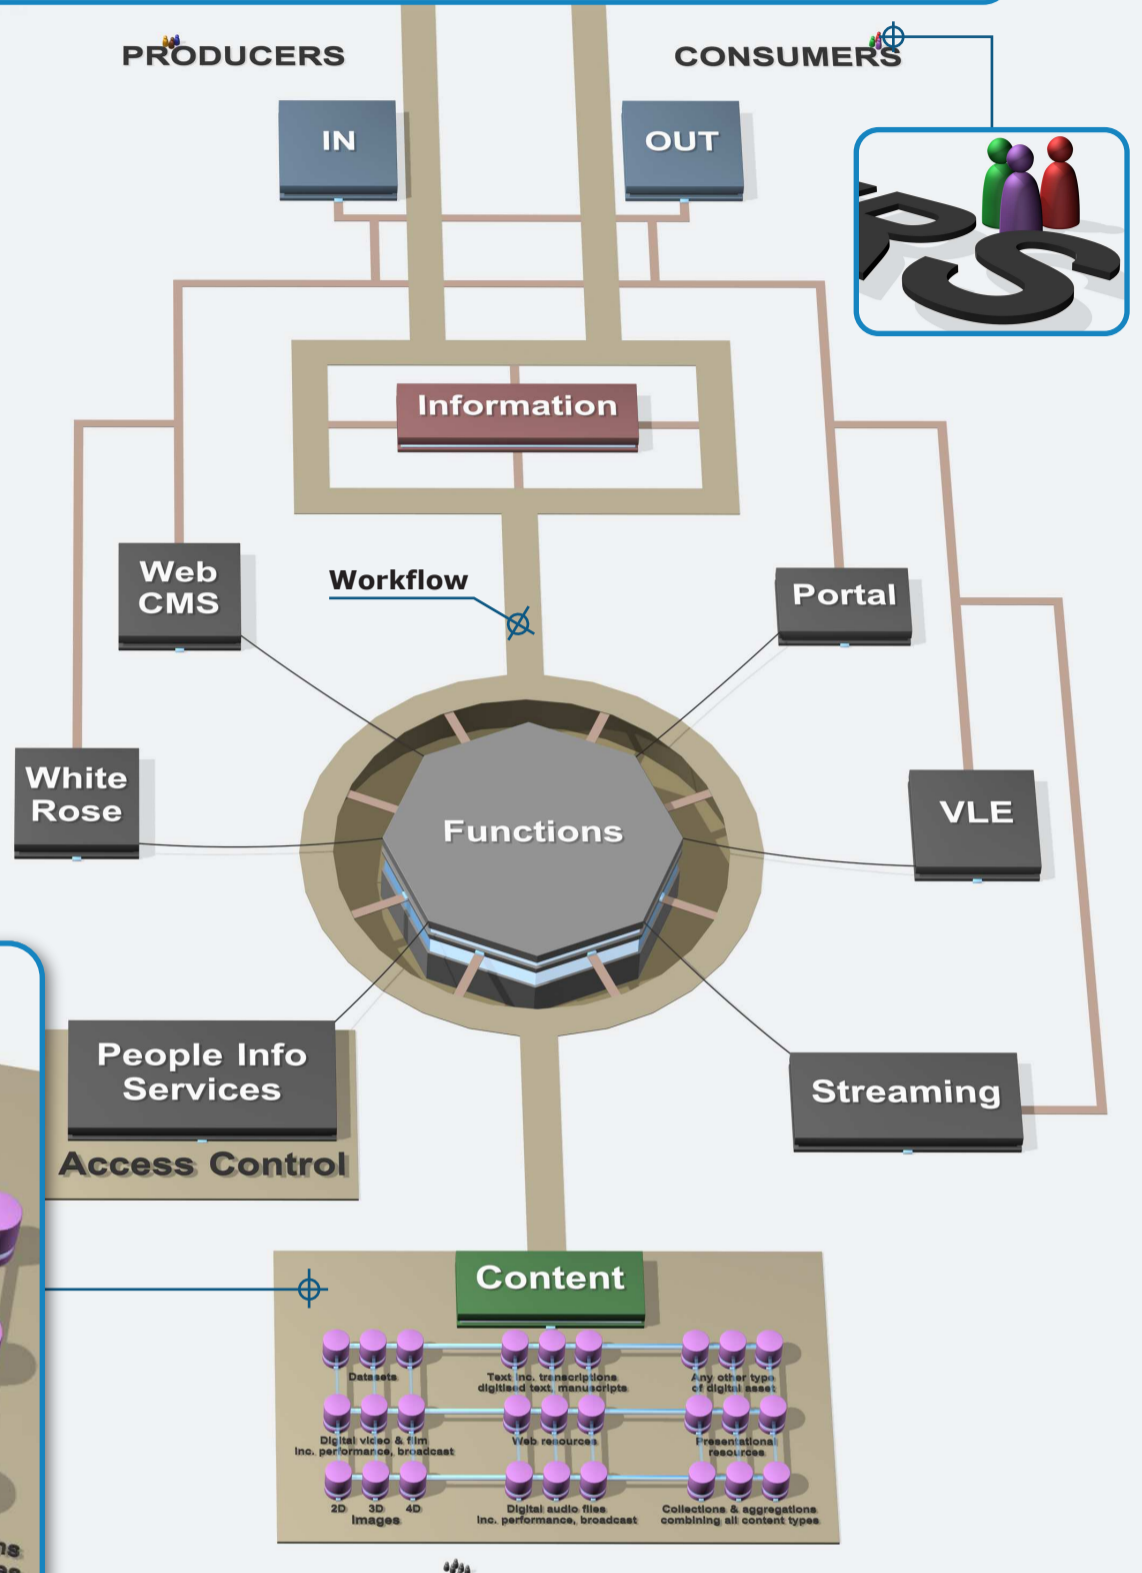 PRODUCERS
CONSUMERS
IN
OUT
RS
Information
Web
CMS
Workflow
Portal
White
Rose
Functions
VLE
People Info
Services
Streaming
Access Control
Content
Datasets
Text inc. transcriptions
digitised text, manuscripts
Any other type
of digital asset
Digital video & film
inc. performance, broadcast
Web resources
Presentational
resources
2D
3D
4D
Images
Digital audio files
inc. performance, broadcast
Collections & aggregations
combining all content types